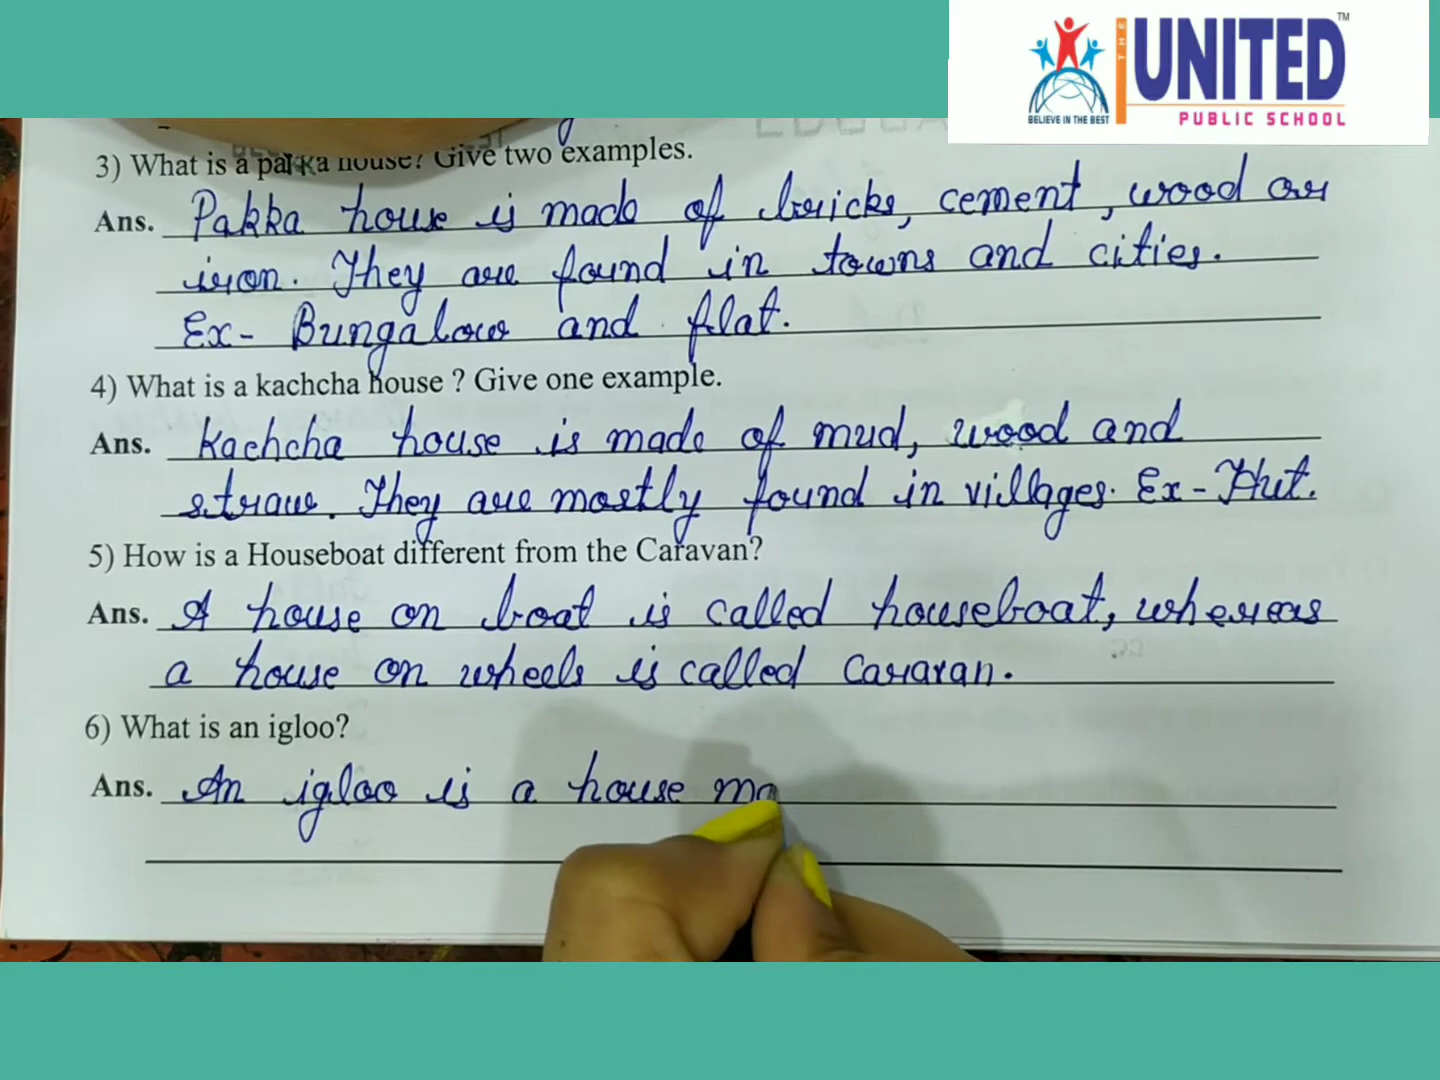 THE UNITED TM
BELIEVE IN THE BEST
PUBLIC SCHOOL
3) What is a pakka house? Give two examples.
Ans. Pakka house is made of bricks, cement, wood or
iron. They are found in towns and cities.
Ex- Bungalow and flat.
4) What is a kachcha house ? Give one example.
Ans. Kachcha house is made of mud, wood and
straw. They are mostly found in villages. Ex - Hut.
5) How is a Houseboat different from the Caravan?
Ans. A house on boat is called houseboat, whereas
a house on wheels is called Caravan.
6) What is an igloo?
Ans. An igloo is a house ma